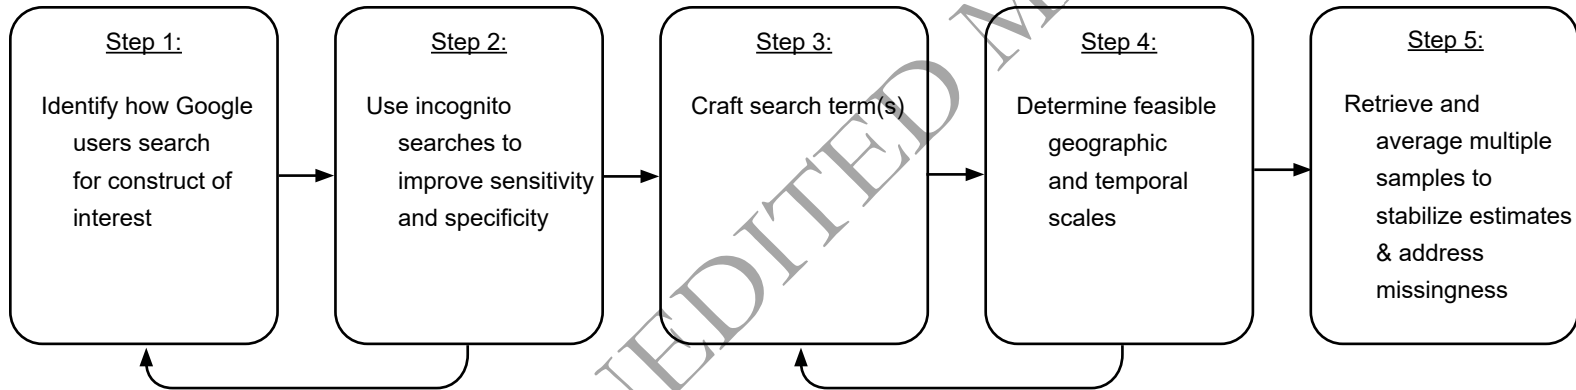 Step 1:
Identify how Google
users search
for construct of
interest
Step 2:
Use incognito
searches to
improve sensitivity
and specificity
Step 3:
Craft search term(s)
Step 4:
Determine feasible
geographic
and temporal
scales
Step 5:
Retrieve and
average multiple
samples to
stabilize estimates
& address
missingness
NEDITED M